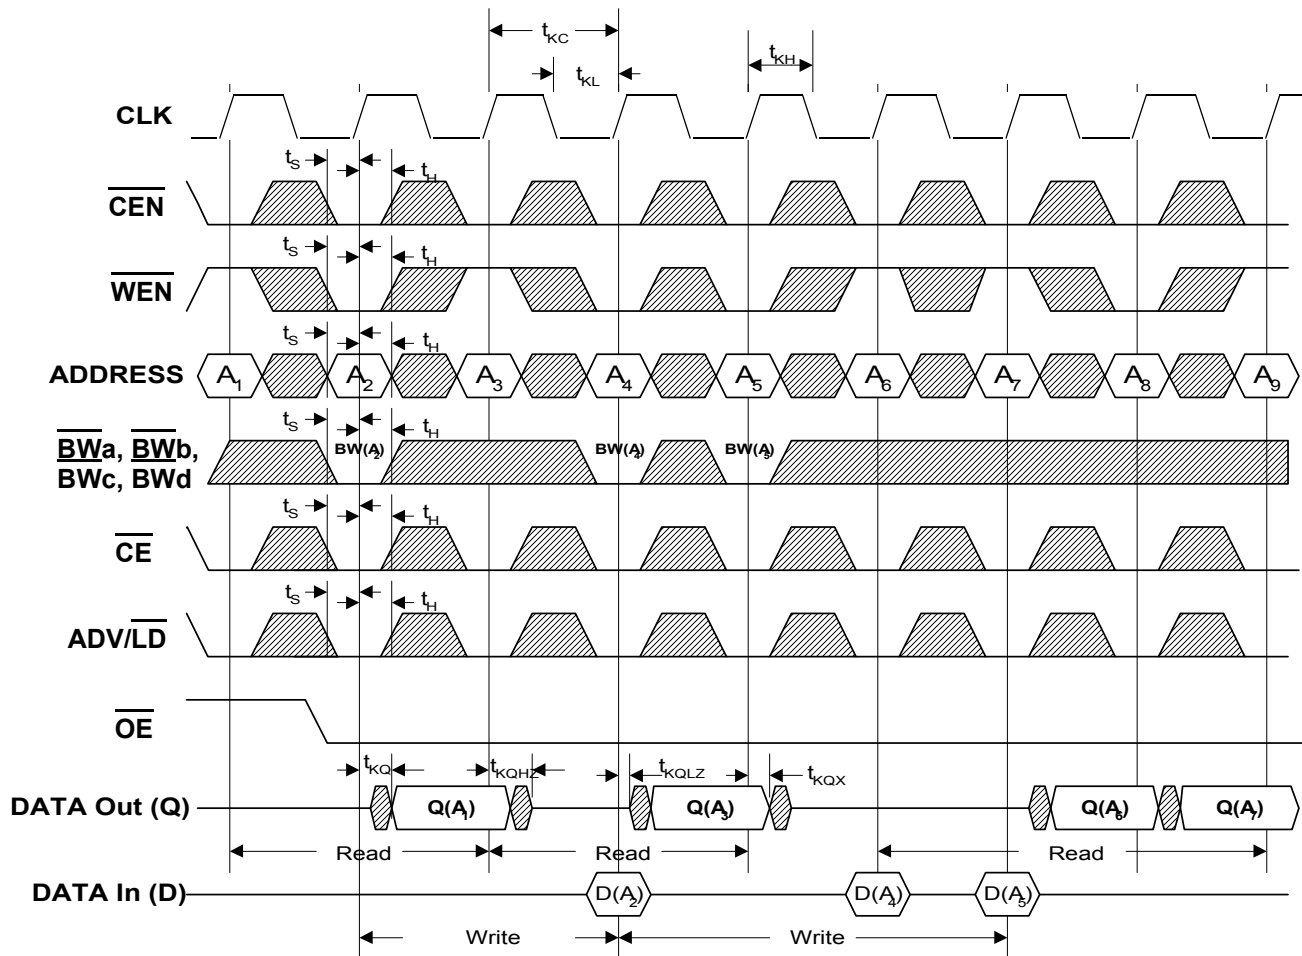 tKC
tKH
tKL
CLK
tS
tH
CEN
tS
tH
WEN
tS
tH
ADDRESS A1 A2 A3 A4 A5 A6 A7 A8 A9
tS
tH
BWa, BWb,
BWc, BWd
BW(A2) BW(A4) BW(A5)
tS
tH
CE
tS
tH
ADV/LD
OE
tKQ tKQHZ tKQLZ tKQX
DATA Out (Q) Q(A1) Q(A3) Q(A6) Q(A7)
Read Read Read
DATA In (D) D(A2) D(A4) D(A5)
Write Write